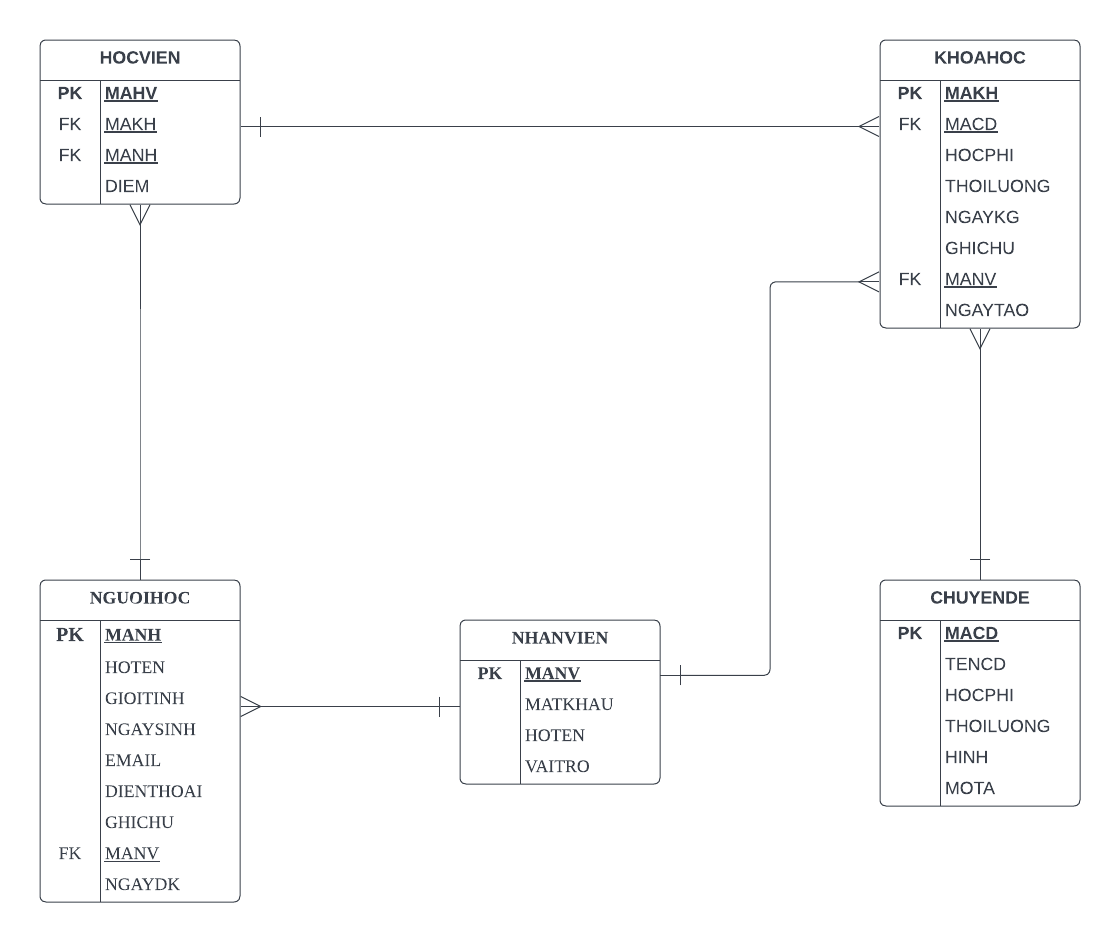 HOCVIEN
PK MAHV
FK MAKH
FK MANH
DIEM
KHOAHOC
PK MAKH
FK MACD
HOCPHI
THOILUONG
NGAYKG
GHICHU
FK MANV
NGAYTAO
NGUOIHOC
PK MANH
HOTEN
GIOITINH
NGAYSINH
EMAIL
DIENTHOAI
GHICHU
FK MANV
NGAYDK
NHANVIEN
PK MANV
MATKHAU
HOTEN
VAITRO
CHUYENDE
PK MACD
TENCD
HOCPHI
THOILUONG
HINH
MOTA